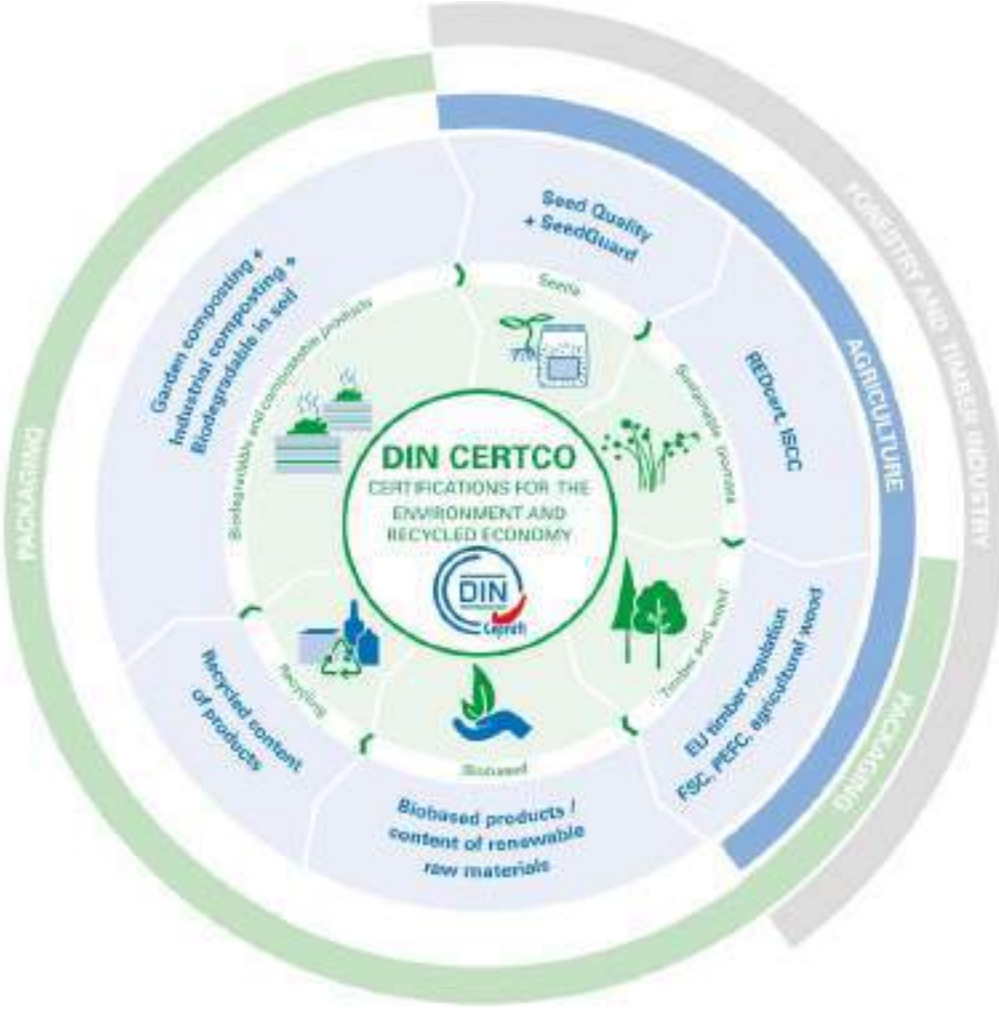 FORESTRY AND TIMBER INDUSTRY
AGRICULTURE
PACKAGING
PACKAGING
Seed Quality
+ SeedGuard
Seeds
REDcert, ISCC
Sustainable biomass
EU timber regulation
FSC, PEFC, agricultural wood
Timber and wood
Biobased products /
content of renewable
raw materials
Biobased
Recycled content
of products
Recycling
Garden composting +
Industrial composting +
Biodegradable in soil
Biodegradable and compostable products
DIN CERTCO
CERTIFICATIONS FOR THE
ENVIRONMENT AND
RECYCLED ECONOMY
DIN
Geprüft